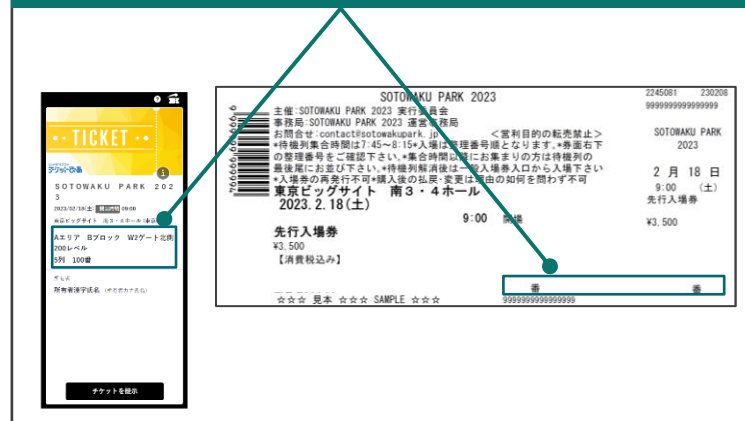 TICKET
チケットぴあ
SOTOWAKU PARK 202
3
2023/02/18(土) 開場時間 09:00
東京ビッグサイト 南3・4ホール
Aエリア Bブロック W2ゲート北側
200レベル
5列 100番
所有者漢字氏名
チケットを提示
SOTOWAKU PARK 2023
主催:SOTOWAKU PARK 2023 実行委員会
事務局:SOTOWAKU PARK 2023 運営事務局
お問合せ:contact@sotowakupark.jp <営利目的の転売禁止>
*待機列集合時間は7:45~8:15*入場は整理番号順となります。*券面右下
の整理番号をご確認下さい。*集合時間以降にお集まりの方は待機列の
最後尾にお並び下さい。*待機列解消後は一般入場券入口から入場下さい
*入場券の再発行不可*購入後の払戻・変更は理由の如何を問わず不可
東京ビッグサイト 南3・4ホール
2023. 2. 18(土)
9:00 開場
先行入場券
¥3,500
【消費税込み】
番 番
☆☆☆ 見本 ☆☆☆ SAMPLE ☆☆☆ 9999999999999999
2245081 230208
9999999999999999
SOTOWAKU PARK
2023
2 月 18 日
9:00 (土)
先行入場券
¥3,500